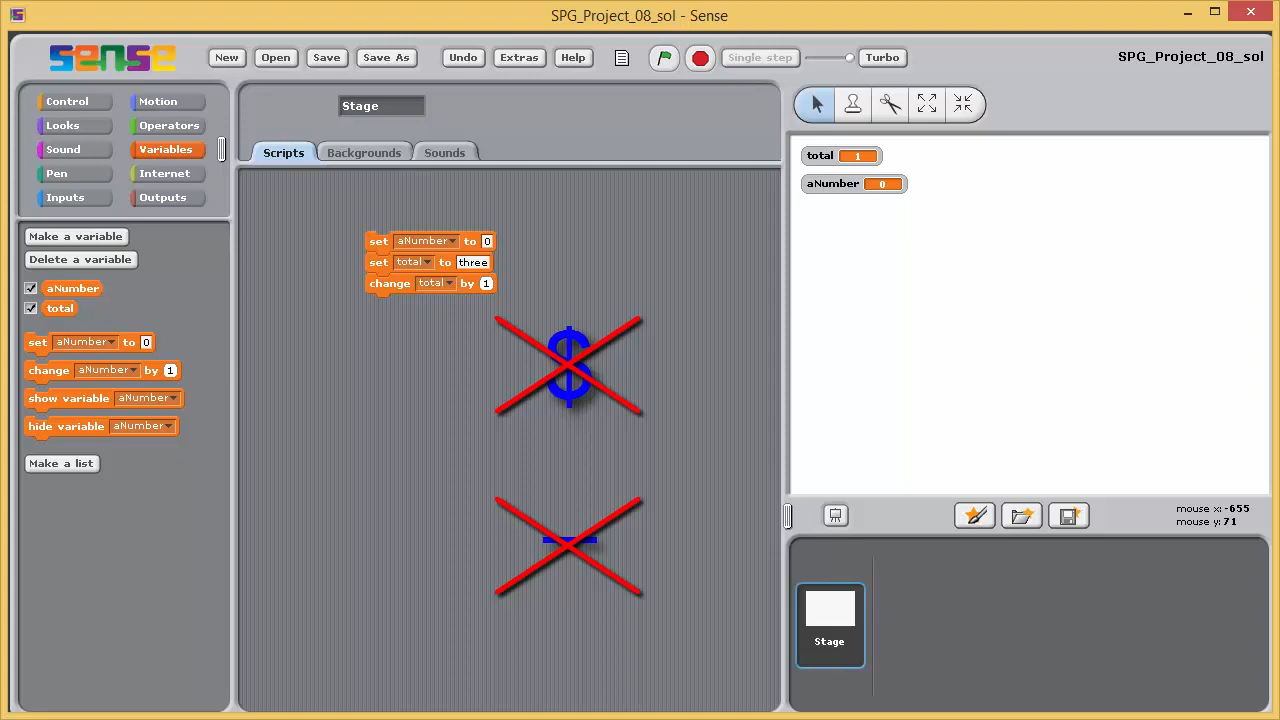 SPG_Project_08_sol - Sense
sense New Open Save Save As Undo Extras Help Single step Turbo SPG_Project_08_sol
Control Motion
Looks Operators
Sound Variables
Pen Internet
Inputs Outputs
Make a variable
Delete a variable
aNumber
total
set aNumber to 0
change aNumber by 1
show variable aNumber
hide variable aNumber
Make a list
Stage
Scripts Backgrounds Sounds
set aNumber to 0
set total to three
change total by 1
$
-
total 1
aNumber 0
mouse x: -655
mouse y: 71
Stage